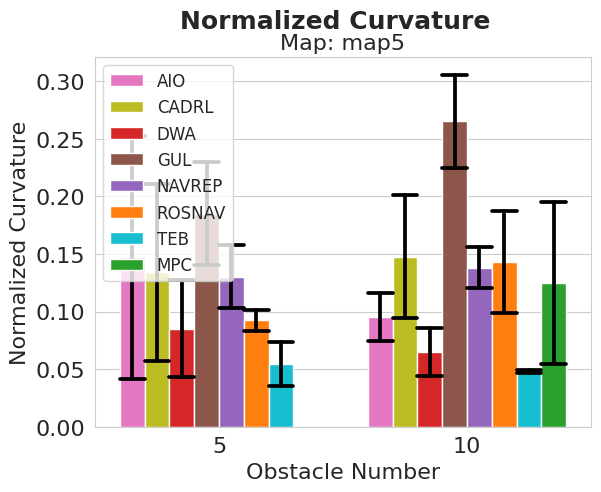 Normalized Curvature
Map: map5
Normalized Curvature
0.30
0.25
0.20
0.15
0.10
0.05
0.00
AIO
CADRL
DWA
GUL
NAVREP
ROSNAV
TEB
MPC
5
10
Obstacle Number